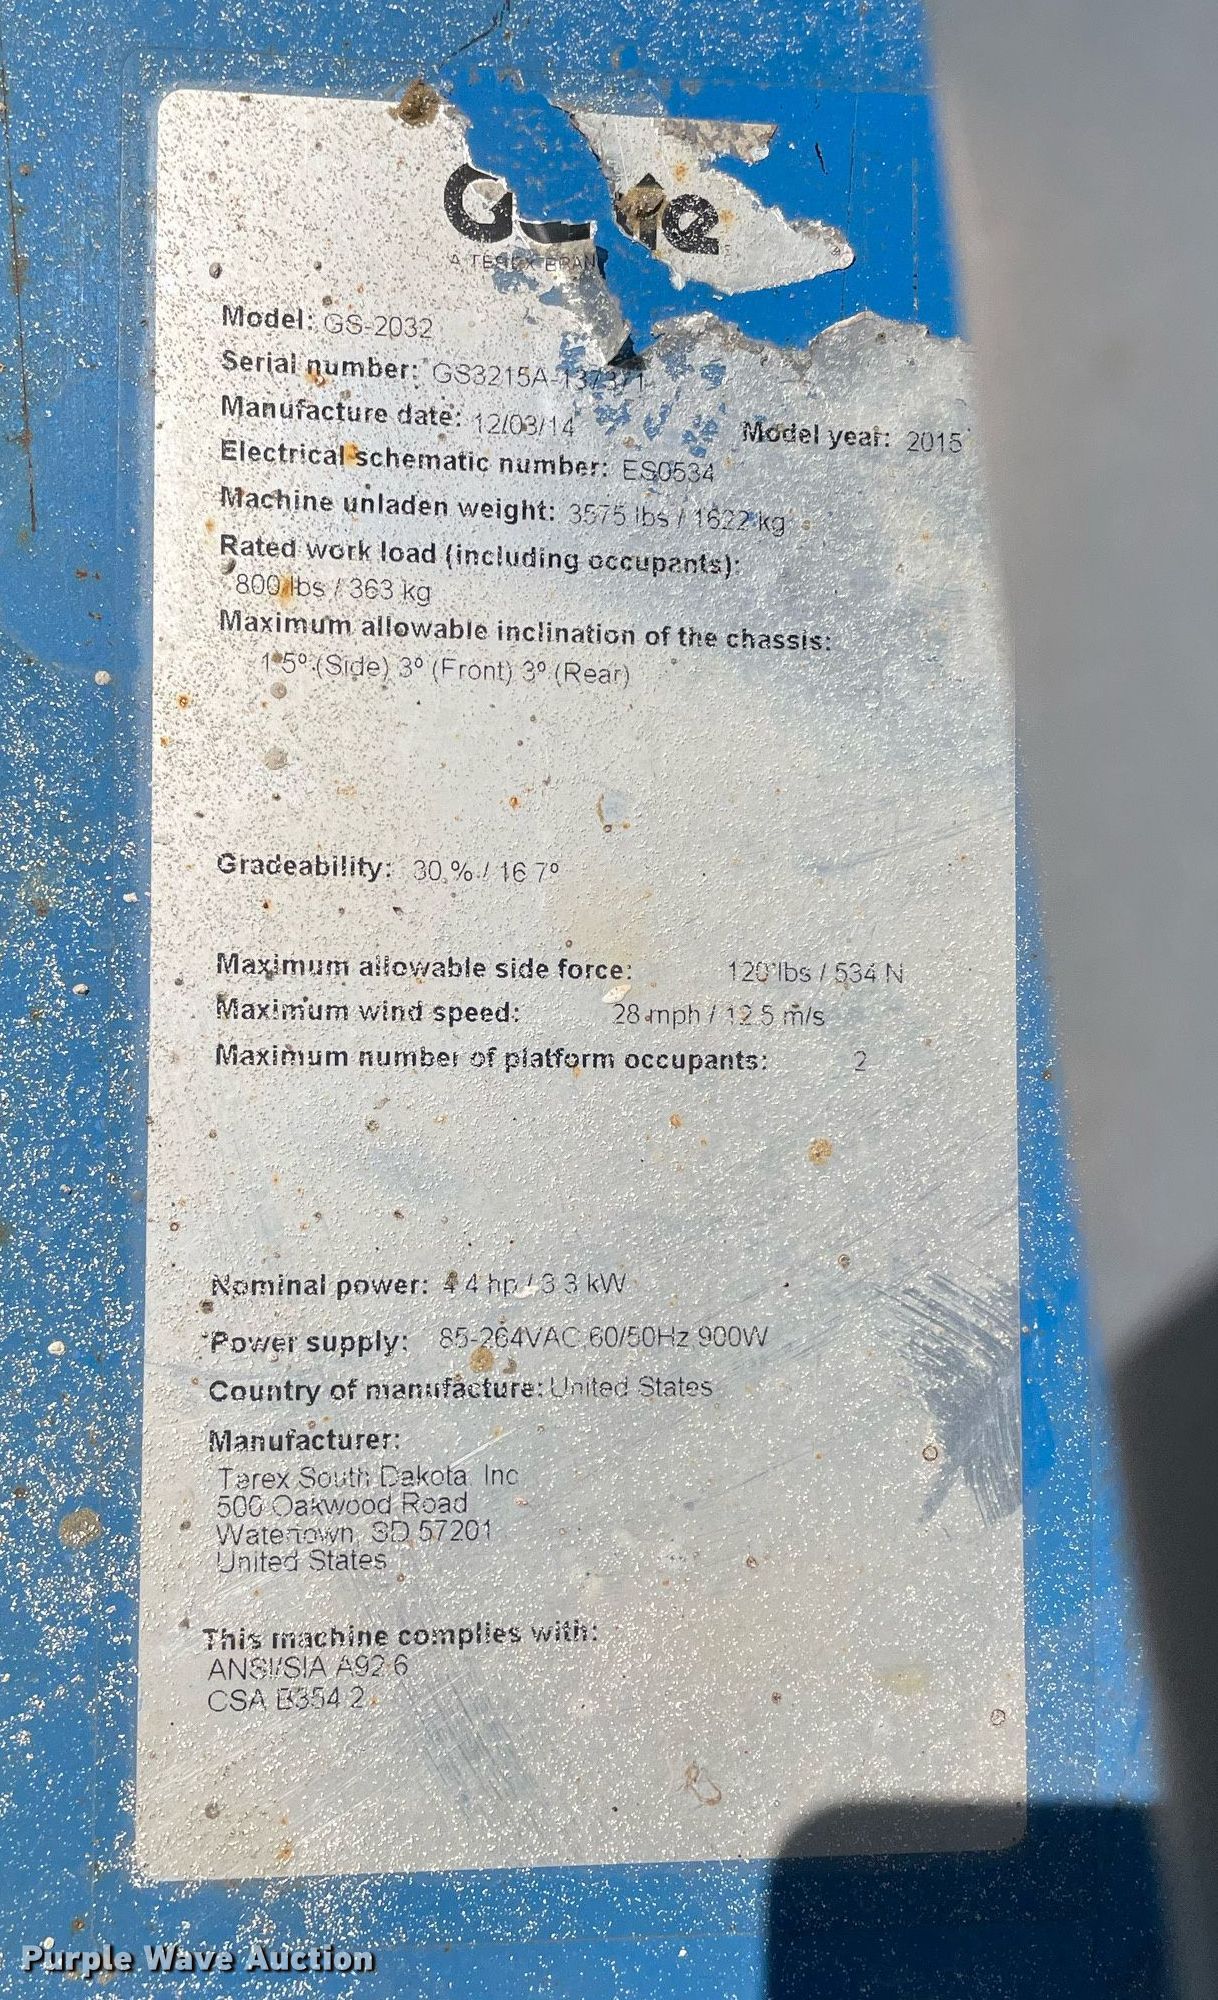 Genie
A TEREX BRAND
Model: GS-2032
Serial number: GS3215A-137371
Manufacture date: 12/03/14
Model year: 2015
Electrical schematic number: ES0534
Machine unladen weight: 3575 lbs / 1622 kg
Rated work load (including occupants):
800 lbs / 363 kg
Maximum allowable inclination of the chassis:
1.5º (Side) 3º (Front) 3º (Rear)
Gradeability: 30 % / 16.7º
Maximum allowable side force: 120 lbs / 534 N
Maximum wind speed: 28 mph / 12.5 m/s
Maximum number of platform occupants: 2
Nominal power: 4.4 hp / 3.3 kW
Power supply: 85-264VAC 60/50Hz 900W
Country of manufacture: United States
Manufacturer:
Terex South Dakota Inc
500 Oakwood Road
Watertown SD 57201
United States
This machine complies with:
ANSI/SIA A92.6
CSA B354.2
Purple Wave Auction